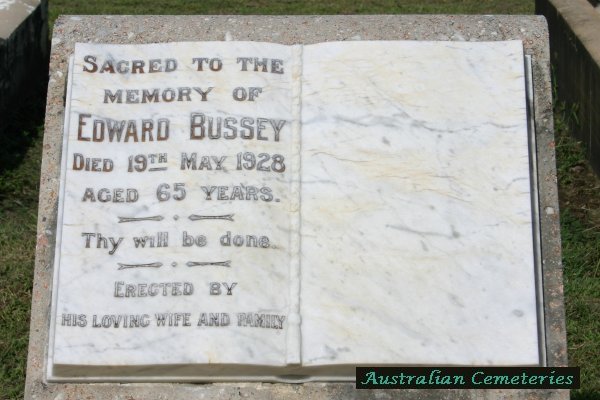 SACRED TO THE
MEMORY OF
EDWARD BUSSEY
DIED 19TH MAY, 1928
AGED 65 YEARS.
Thy will be done.
ERECTED BY
HIS LOVING WIFE AND FAMILY
Australian Cemeteries